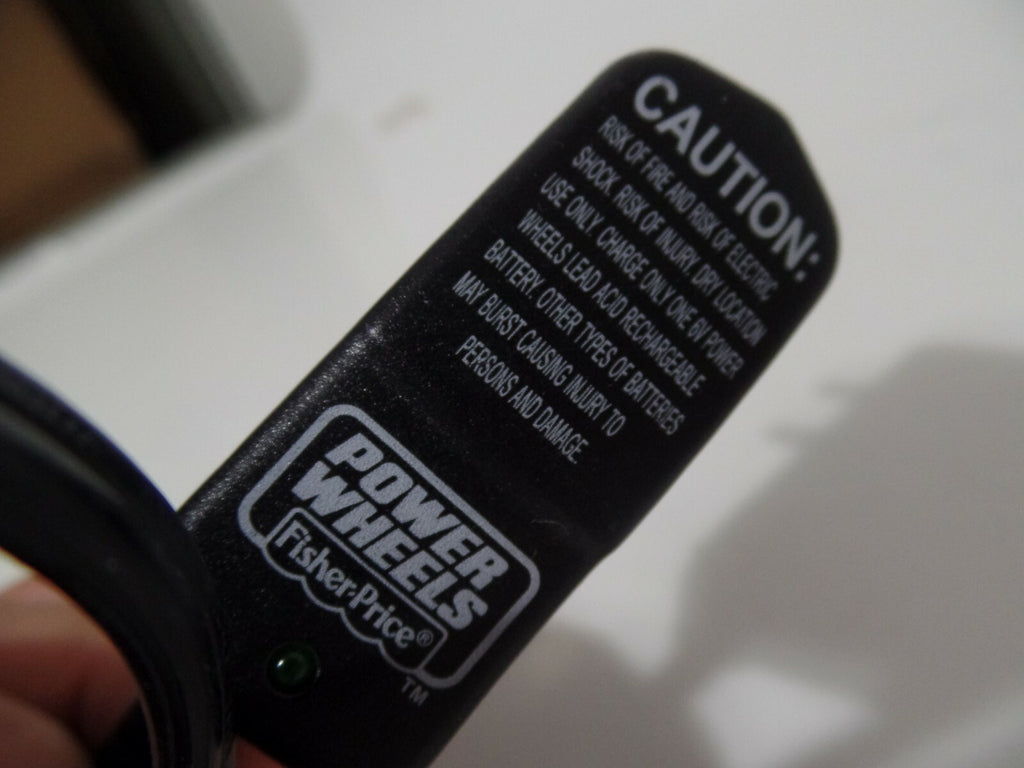 CAUTION:
RISK OF FIRE AND RISK OF ELECTRIC
SHOCK. RISK OF INJURY. DRY LOCATION
USE ONLY. CHARGE ONLY ONE 6V POWER
WHEELS LEAD ACID RECHARGEABLE
BATTERY. OTHER TYPES OF BATTERIES
MAY BURST CAUSING INJURY TO
PERSONS AND DAMAGE.
POWER
WHEELS
Fisher-Price®
TM